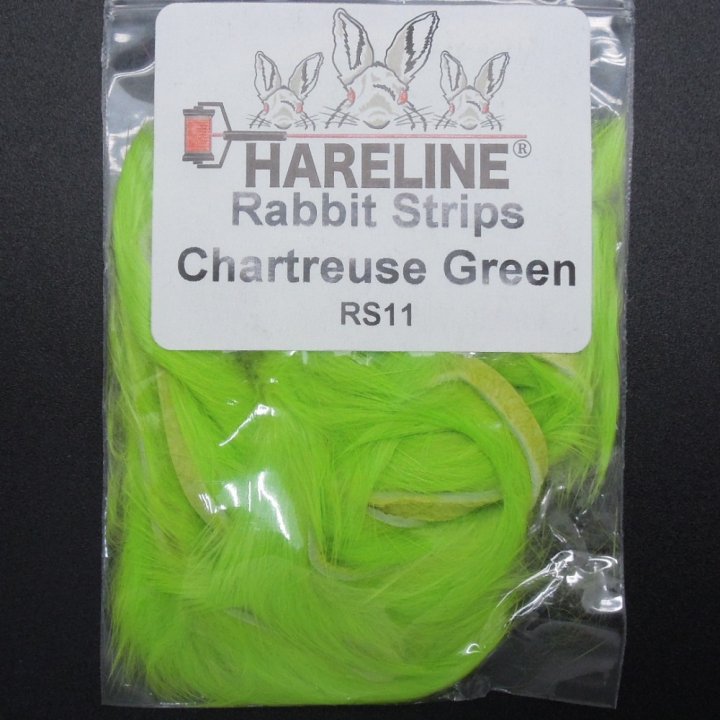 HARELINE®
Rabbit Strips
Chartreuse Green
RS11